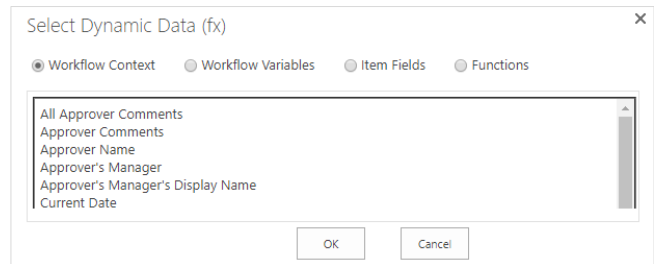 Select Dynamic Data (fx)
Workflow Context Workflow Variables Item Fields Functions
All Approver Comments
Approver Comments
Approver Name
Approver's Manager
Approver's Manager's Display Name
Current Date
OK Cancel